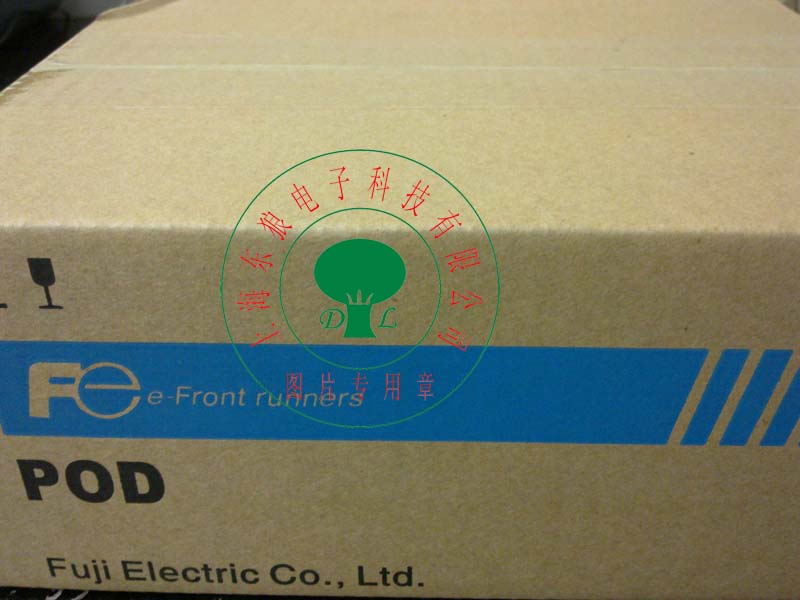 上海东狼电子科技有限公司
D L
图片专用章
Fe e-Front runners
POD
Fuji Electric Co., Ltd.